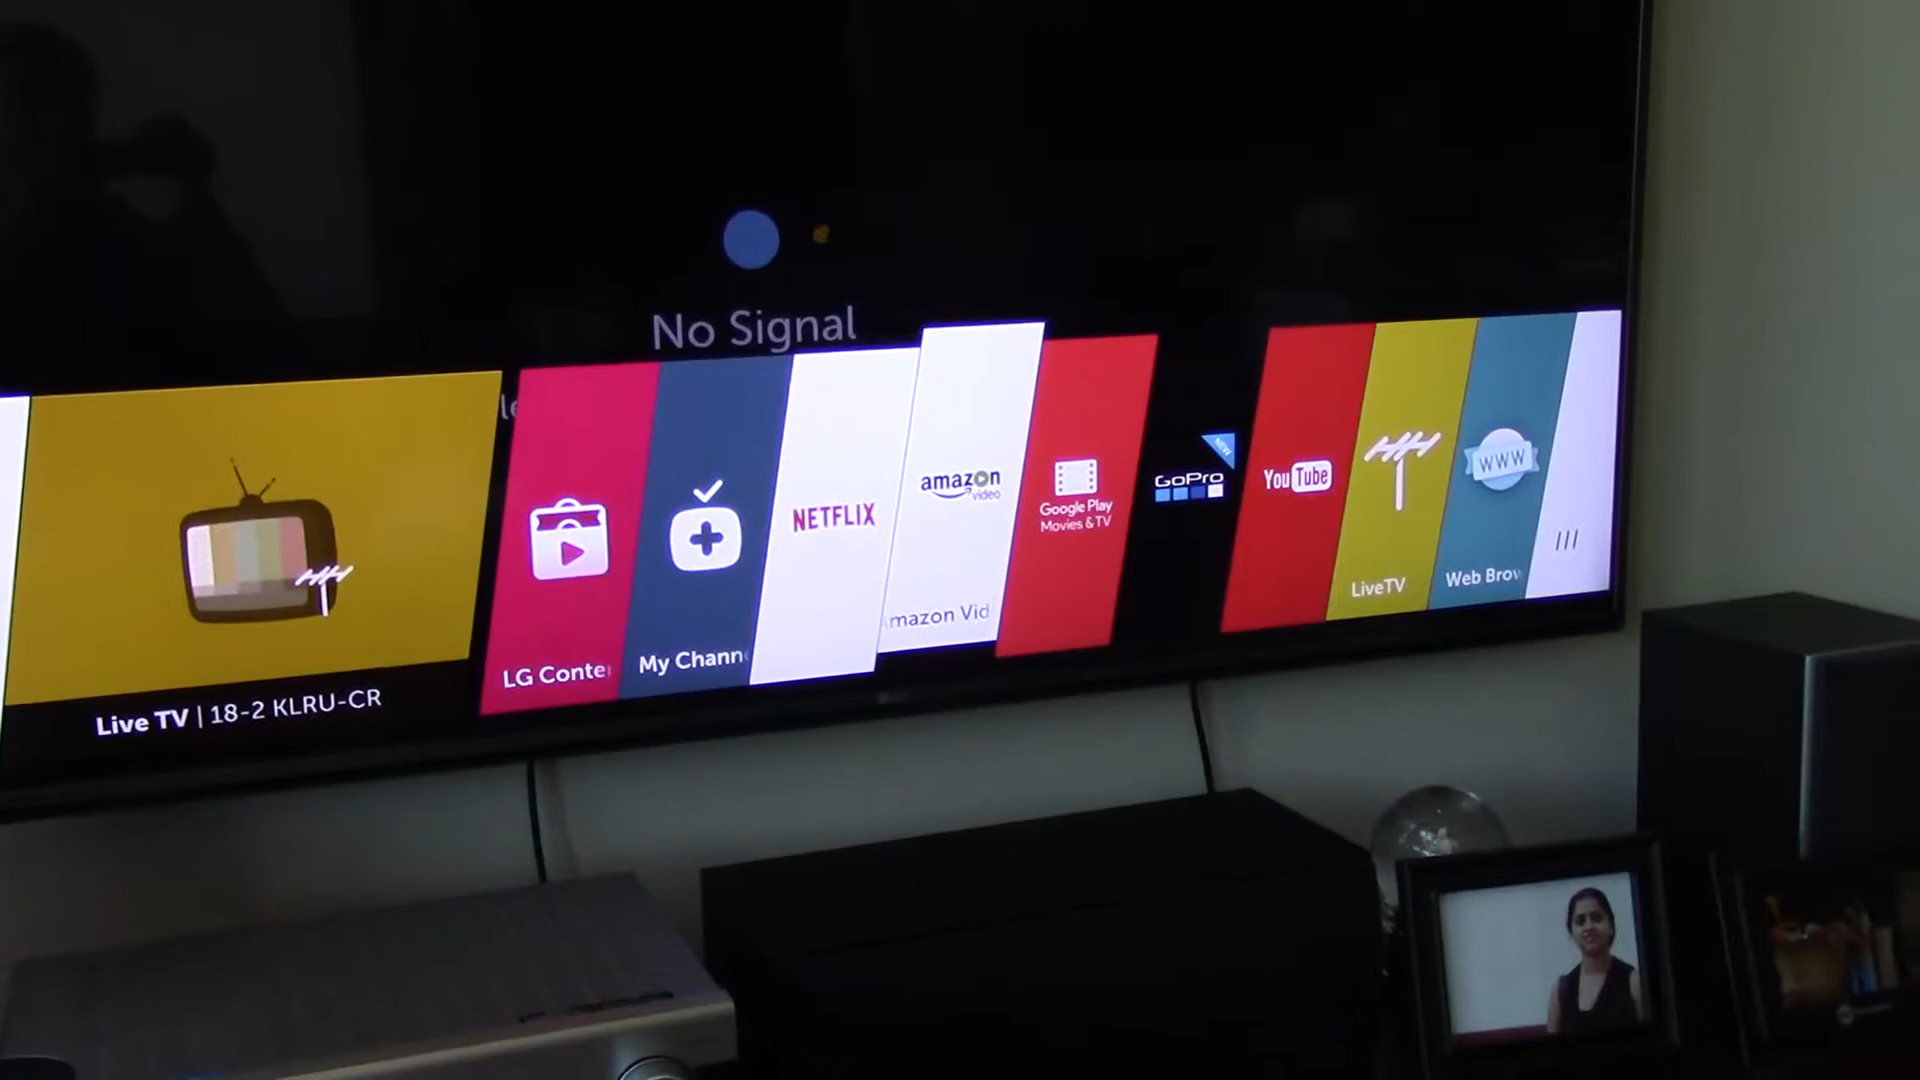 No Signal
Live TV | 18-2 KLRU-CR
LG Conte
My Chann
NETFLIX
amazon
video
mazon Vid
Google Play
Movies & TV
NEW
GoPro
YouTube
LiveTV
WWW
Web Brow